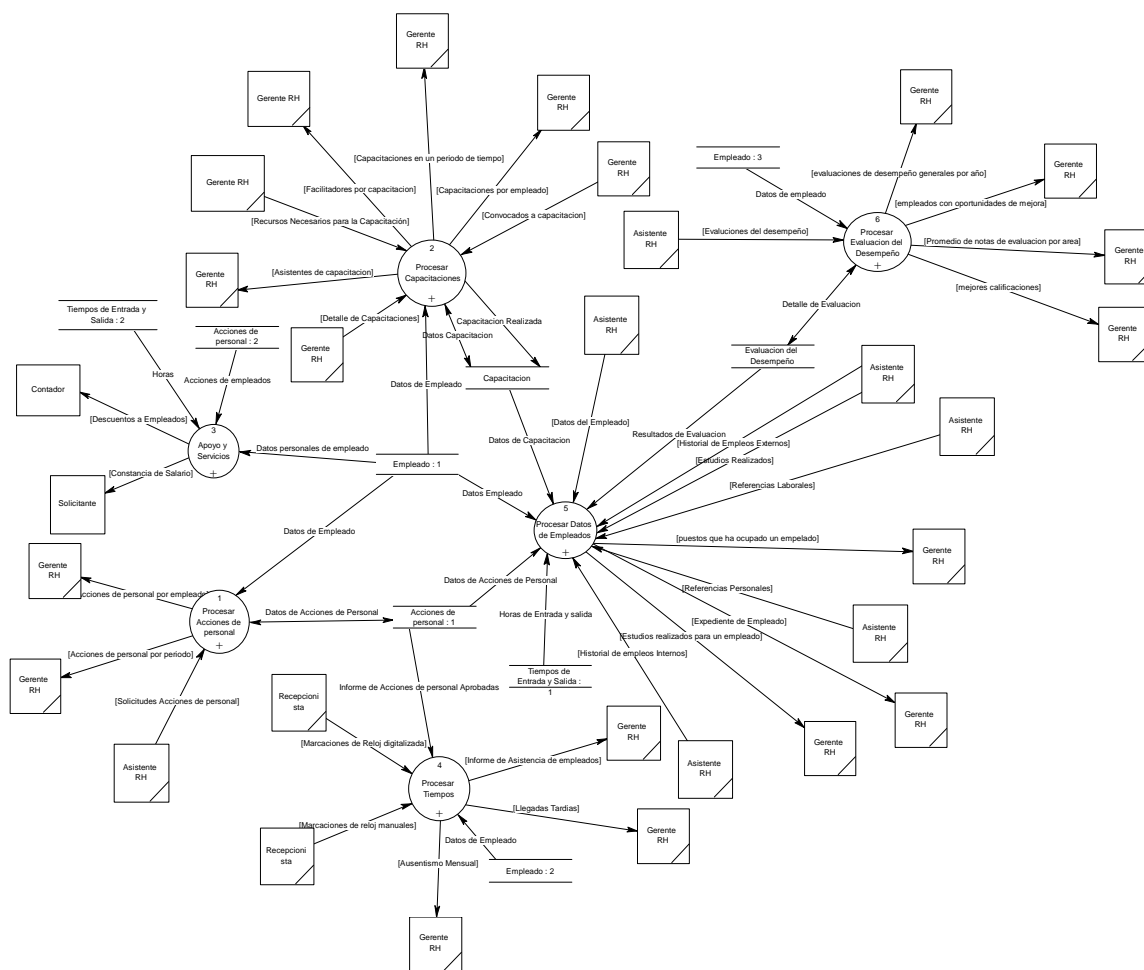 Gerente
RH
Gerente RH
Gerente
RH
Gerente
RH
[Capacitaciones en un periodo de tiempo]
Gerente RH
Gerente
RH
[Facilitadores por capacitacion]
[Capacitaciones por empleado]
[Recursos Necesarios para la Capacitación]
[Convocados a capacitacion]
2
Procesar
Capacitaciones
+
Gerente
RH
[Asistentes de capacitacion]
[Detalle de Capacitaciones]
Gerente
RH
Capacitacion Realizada
Datos Capacitacion
Capacitacion
Datos de Empleado
Datos de Capacitacion
Empleado : 3
Datos de empleado
[evaluaciones de desempeño generales por año]
Gerente
RH
[empleados con oportunidades de mejora]
Asistente
RH
[Evaluciones del desempeño]
6
Procesar
Evaluacion del
Desempeño
+
[Promedio de notas de evaluacion por area]
Gerente
RH
[mejores calificaciones]
Gerente
RH
Detalle de Evaluacion
Evaluacion del
Desempeño
Tiempos de Entrada y
Salida : 2
Acciones de
personal : 2
Horas
Acciones de empleados
Contador
[Descuentos a Empleados]
3
Apoyo y
Servicios
+
[Constancia de Salario]
Solicitante
Datos personales de empleado
Empleado : 1
Asistente
RH
[Datos del Empleado]
Resultados de Evaluacion
Asistente
RH
[Historial de Empleos Externos]
[Estudios Realizados]
Asistente
RH
[Referencias Laborales]
Datos Empleado
5
Procesar Datos
de Empleados
+
Datos de Empleado
[puestos que ha ocupado un empelado]
Gerente
RH
Gerente
RH
cciones de personal por empleado
1
Procesar
Acciones de
personal
+
Datos de Acciones de Personal
Acciones de
personal : 1
Datos de Acciones de Personal
Horas de Entrada y salida
[Referencias Personales]
Asistente
RH
[Expediente de Empleado]
[Estudios realizados para un empleado]
[Historial de empleos Internos]
Gerente
RH
[Acciones de personal por periodo]
[Solicitudes Acciones de personal]
Asistente
RH
Informe de Acciones de personal Aprobadas
Tiempos de
Entrada y Salida :
1
Recepcioni
sta
[Marcaciones de Reloj digitalizada]
4
Procesar
Tiempos
+
[Informe de Asistencia de empleados]
Gerente
RH
Asistente
RH
Gerente
RH
Gerente
RH
[Llegadas Tardias]
Gerente
RH
[Marcaciones de reloj manuales]
Recepcioni
sta
Datos de Empleado
[Ausentismo Mensual]
Empleado : 2
Gerente
RH